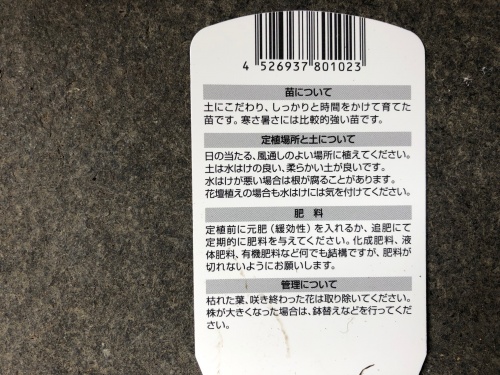 4 526937 801023
苗について
土にこだわり、しっかりと時間をかけて育てた
苗です。寒さ暑さには比較的強い苗です。
定植場所と土について
日の当たる、風通しのよい場所に植えてください。
土は水はけの良い、柔らかい土が良いです。
水はけが悪い場合は根が腐ることがあります。
花壇植えの場合も水はけには気を付けてください。
肥料
定植前に元肥(緩効性)を入れるか、追肥にて
定期的に肥料を与えてください。化成肥料、液
体肥料、有機肥料など何でも結構ですが、肥料が
切れないようにお願いします。
管理について
枯れた葉、咲き終わった花は取り除いてください。
株が大きくなった場合は、鉢替えなどを行ってくだ
さい。